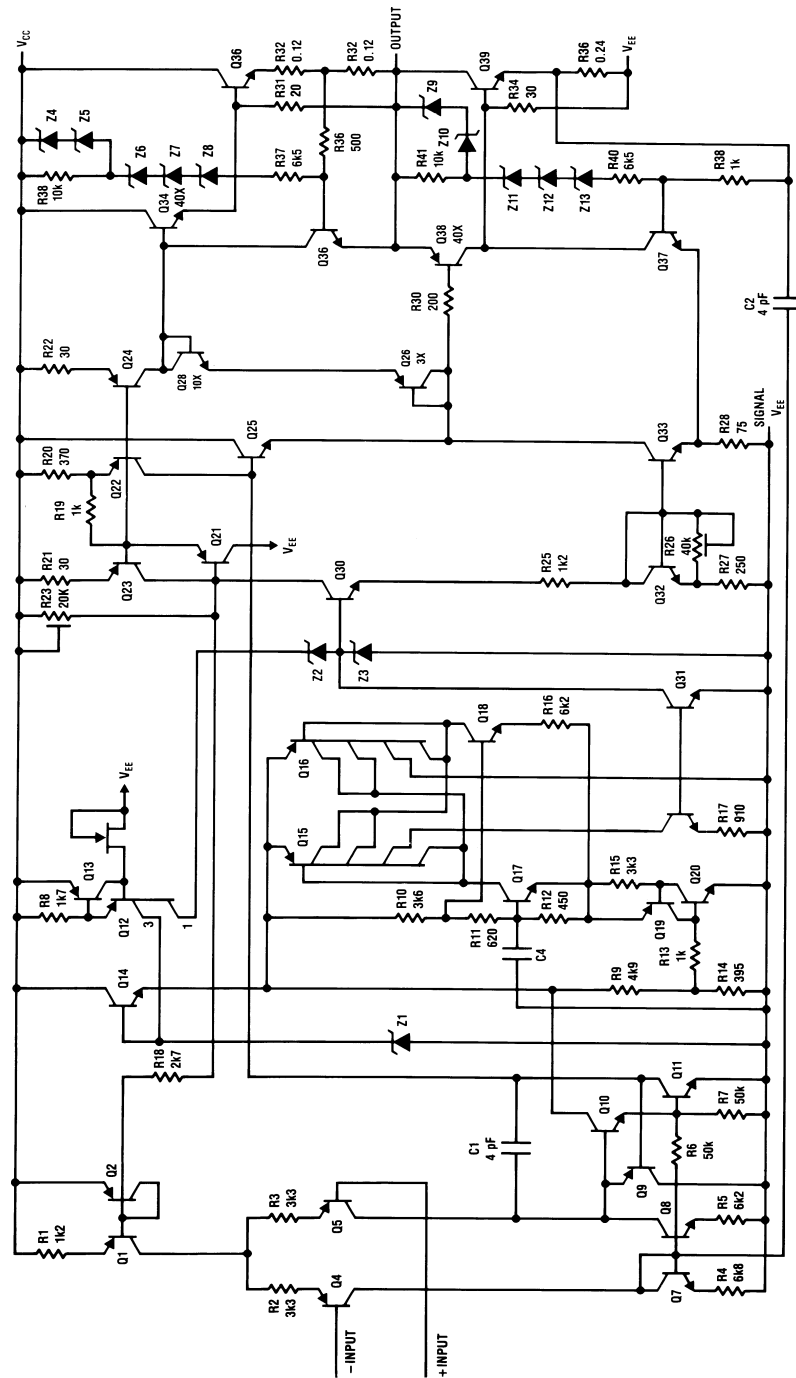 VCC
R1
1k2
Q1
Q2
R18
2k7
Q14
R8
1k7
Q12
Q13
3
1
VEE
R23
20K
R21
30
Q23
R19
1k
R20
370
Q22
Q21
VEE
R22
30
Q24
Q28
10X
Q25
Q26
3X
R38
10k
Z4
Z5
Z6
Z7
Z8
Q34
40X
Q36
R32
0.12
R31
20
R32
0.12
R37
6k5
R36
500
Q36
OUTPUT
R2
3k3
R3
3k3
Q4
Q5
– INPUT
+ INPUT
Z1
C1
4 pF
Q15
Q16
R10
3k6
R11
620
R12
450
Q17
Q18
C4
R16
6k2
Z2
Z3
Q30
R25
1k2
R30
200
Q38
40X
R41
10k
Z9
Z10
Z11
Z12
Z13
R40
6k5
Q39
R34
30
R36
0.24
VEE
Q7
R4
6k8
Q8
R5
6k2
Q9
Q10
Q11
R6
50k
R7
50k
R9
4k9
R13
1k
R14
395
Q19
R15
3k3
Q20
R17
910
Q31
Q32
R26
40k
R27
250
Q33
R28
75
Q37
R38
1k
C2
4 pF
SIGNAL
VEE